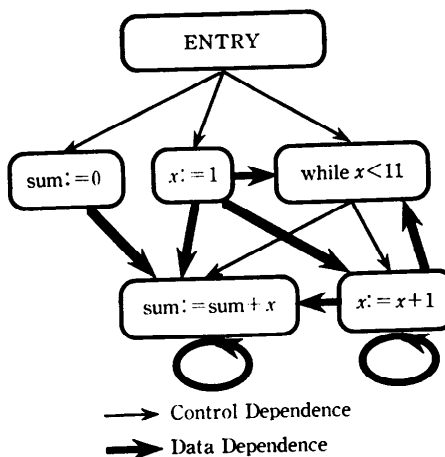 ENTRY
sum:=0
x:=1
while x<11
sum:=sum+x
x:=x+1
Control Dependence
Data Dependence